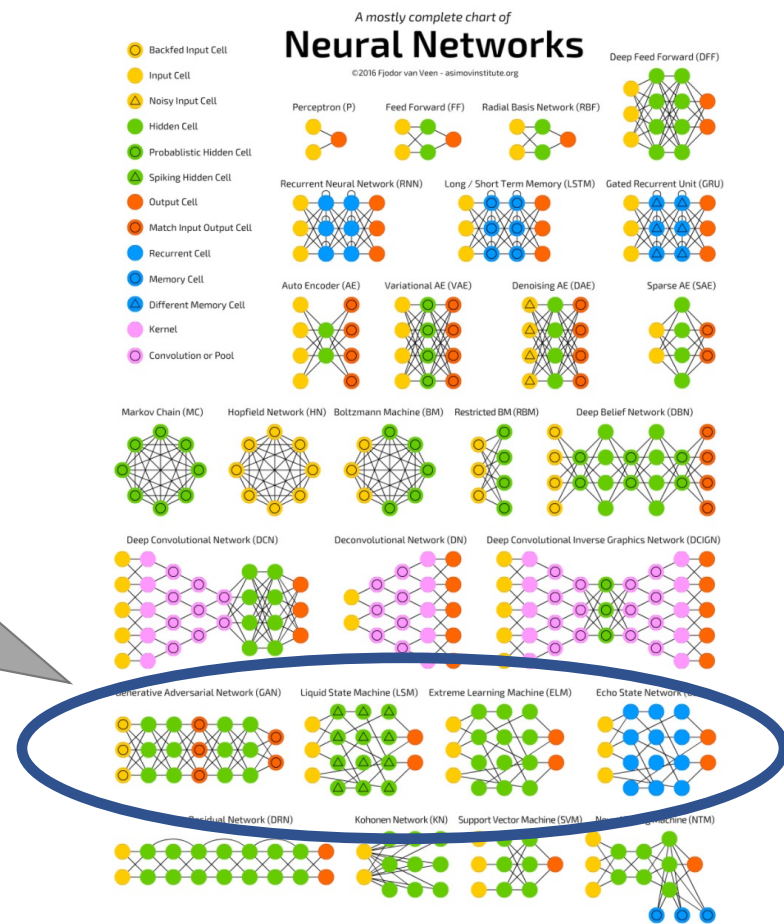 A mostly complete chart of
Neural Networks
©2016 Fjodor van Veen - asimovinstitute.org
Backfed Input Cell
Input Cell
Noisy Input Cell
Hidden Cell
Probablistic Hidden Cell
Spiking Hidden Cell
Output Cell
Match Input Output Cell
Recurrent Cell
Memory Cell
Different Memory Cell
Kernel
Convolution or Pool
Deep Feed Forward (DFF)
Perceptron (P) Feed Forward (FF) Radial Basis Network (RBF)
Recurrent Neural Network (RNN) Long / Short Term Memory (LSTM) Gated Recurrent Unit (GRU)
Auto Encoder (AE) Variational AE (VAE) Denoising AE (DAE) Sparse AE (SAE)
Markov Chain (MC) Hopfield Network (HN) Boltzmann Machine (BM) Restricted BM (RBM) Deep Belief Network (DBN)
Deep Convolutional Network (DCN) Deconvolutional Network (DN) Deep Convolutional Inverse Graphics Network (DCIGN)
Generative Adversarial Network (GAN) Liquid State Machine (LSM) Extreme Learning Machine (ELM) Echo State Network
Residual Network (DRN) Kohonen Network (KN) Support Vector Machine (SVM) Machine (NTM)